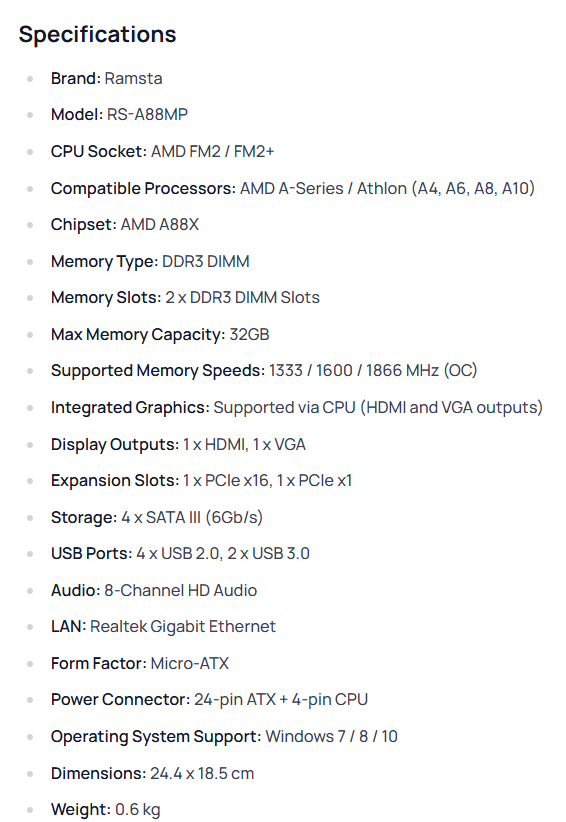 Specifications
Brand: Ramsta
Model: RS-A88MP
CPU Socket: AMD FM2 / FM2+
Compatible Processors: AMD A-Series / Athlon (A4, A6, A8, A10)
Chipset: AMD A88X
Memory Type: DDR3 DIMM
Memory Slots: 2 x DDR3 DIMM Slots
Max Memory Capacity: 32GB
Supported Memory Speeds: 1333 / 1600 / 1866 MHz (OC)
Integrated Graphics: Supported via CPU (HDMI and VGA outputs)
Display Outputs: 1 x HDMI, 1 x VGA
Expansion Slots: 1 x PCIe x16, 1 x PCIe x1
Storage: 4 x SATA III (6Gb/s)
USB Ports: 4 x USB 2.0, 2 x USB 3.0
Audio: 8-Channel HD Audio
LAN: Realtek Gigabit Ethernet
Form Factor: Micro-ATX
Power Connector: 24-pin ATX + 4-pin CPU
Operating System Support: Windows 7 / 8 / 10
Dimensions: 24.4 x 18.5 cm
Weight: 0.6 kg